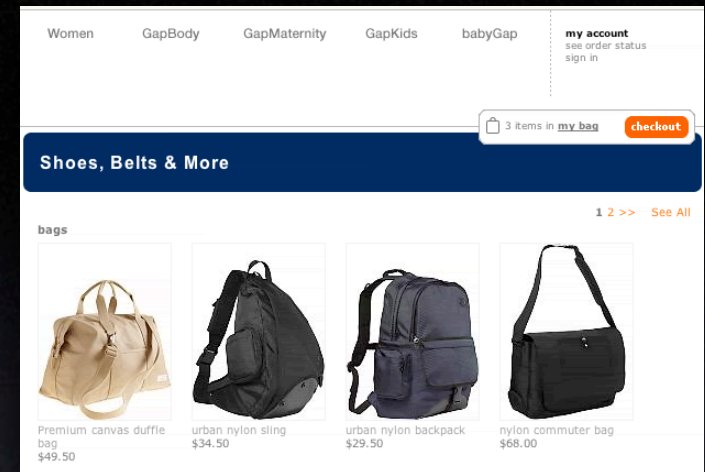 Women GapBody GapMaternity GapKids babyGap
my account
see order status
sign in
3 items in my bag checkout
Shoes, Belts & More
1 2 >> See All
bags
Premium canvas duffle bag
$49.50
urban nylon sling
$34.50
urban nylon backpack
$29.50
nylon commuter bag
$68.00